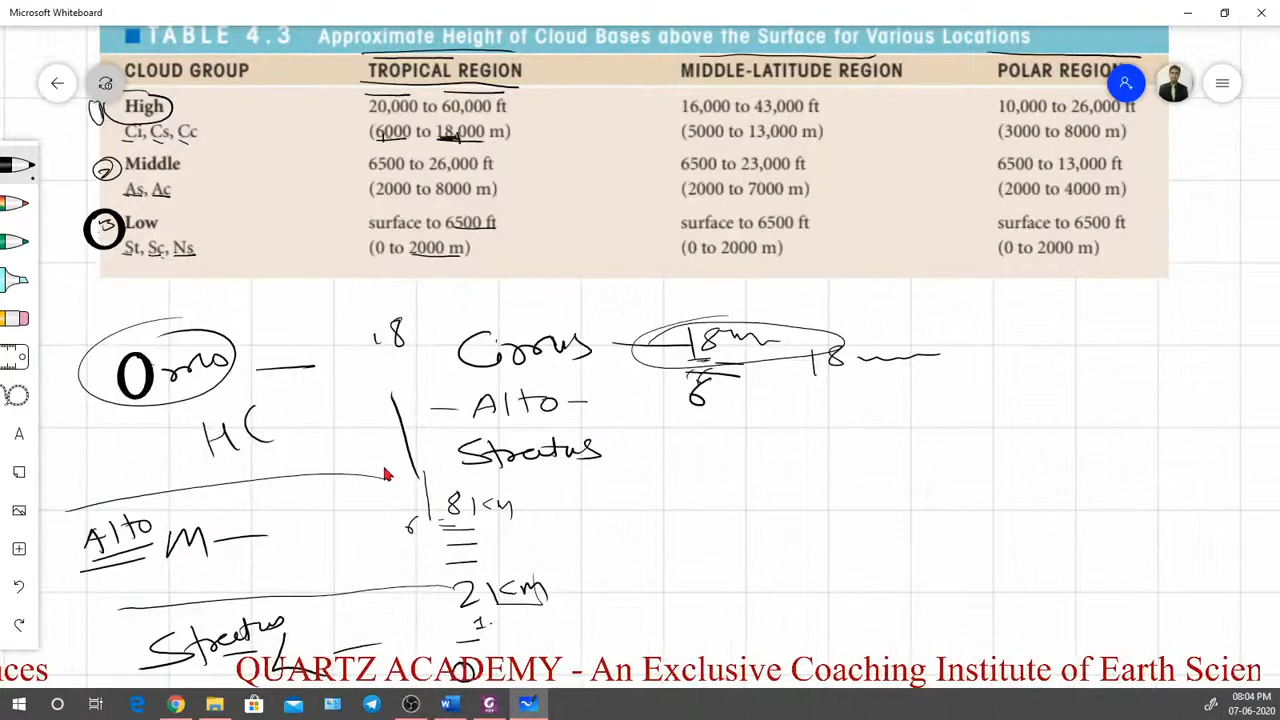 Microsoft Whiteboard
TABLE 4.3 Approximate Height of Cloud Bases above the Surface for Various Locations
CLOUD GROUP TROPICAL REGION MIDDLE-LATITUDE REGION POLAR REGION
1 High 20,000 to 60,000 ft 16,000 to 43,000 ft 10,000 to 26,000 ft
Ci, Cs, Cc (6000 to 18,000 m) (5000 to 13,000 m) (3000 to 8000 m)
2 Middle 6500 to 26,000 ft 6500 to 23,000 ft 6500 to 13,000 ft
As, Ac (2000 to 8000 m) (2000 to 7000 m) (2000 to 4000 m)
3 Low surface to 6500 ft surface to 6500 ft surface to 6500 ft
St, Sc, Ns (0 to 2000 m) (0 to 2000 m) (0 to 2000 m)
18 Cirrus 18 18
6
HC
Alto
Stratus
8 km
6
Alto M
2 km
1.
Stratus L
0
A
nces QUARTZ ACADEMY - An Exclusive Coaching Institute of Earth Scien
08:04 PM
07-06-2020